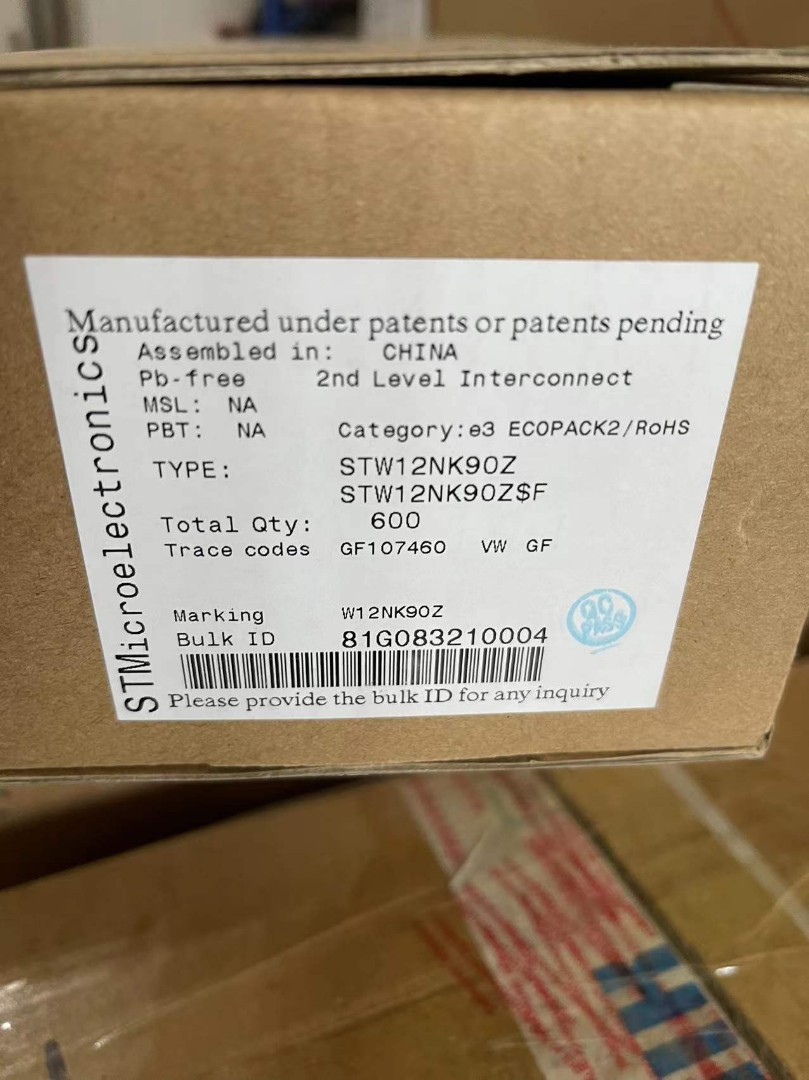 Manufactured under patents or patents pending
STMicroelectronics
Assembled in: CHINA
Pb-free 2nd Level Interconnect
MSL: NA
PBT: NA Category:e3 ECOPACK2/RoHS
TYPE: STW12NK90Z
STW12NK90Z$F
Total Qty: 600
Trace codes GF107460 VW GF
Marking W12NK90Z
Bulk ID 81G083210004
Please provide the bulk ID for any inquiry